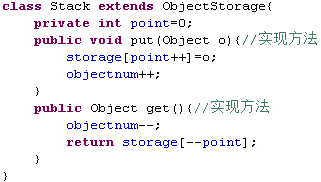 class Stack extends ObjectStorage{
    private int point=0;
    public void put(Object o){//实现方法
        storage[point++]=o;
        objectnum++;
    }
    public Object get(){//实现方法
        objectnum--;
        return storage[--point];
    }
}